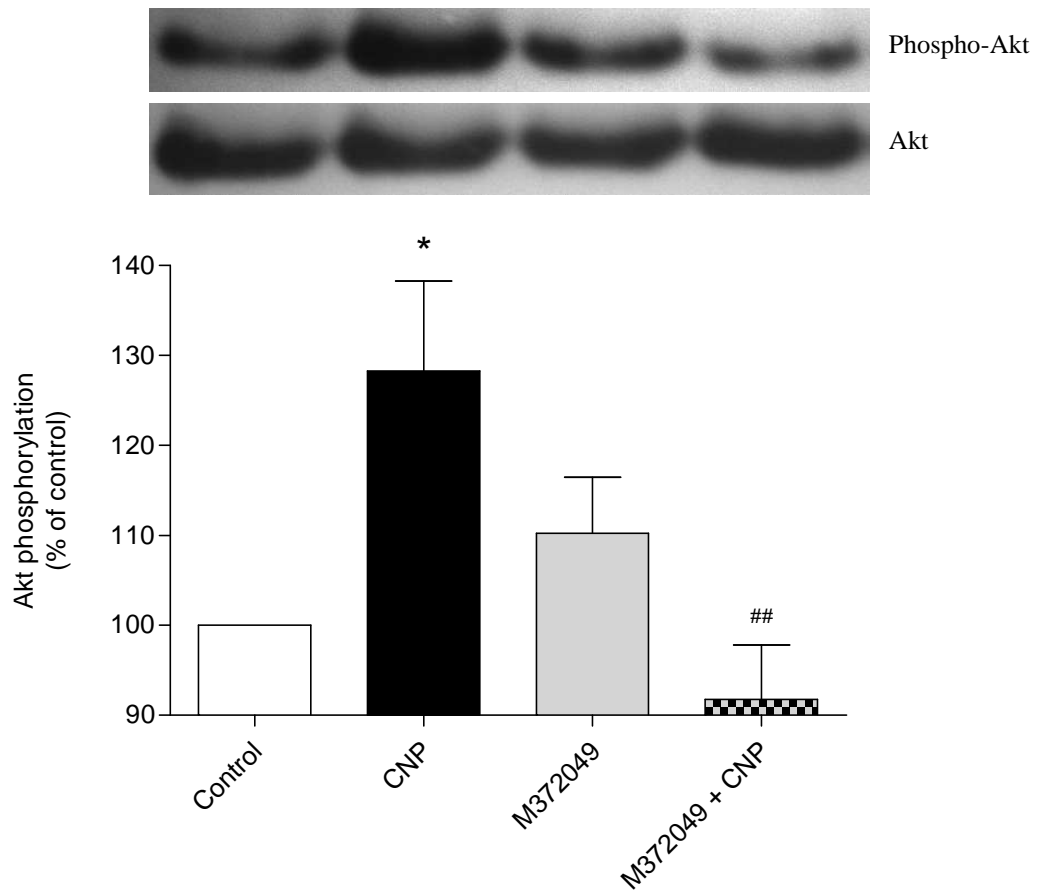 Phospho-Akt
Akt
*
140
130
120
110
100
90
Akt phosphorylation
(% of control)
##
Control
CNP
M372049
M372049 + CNP